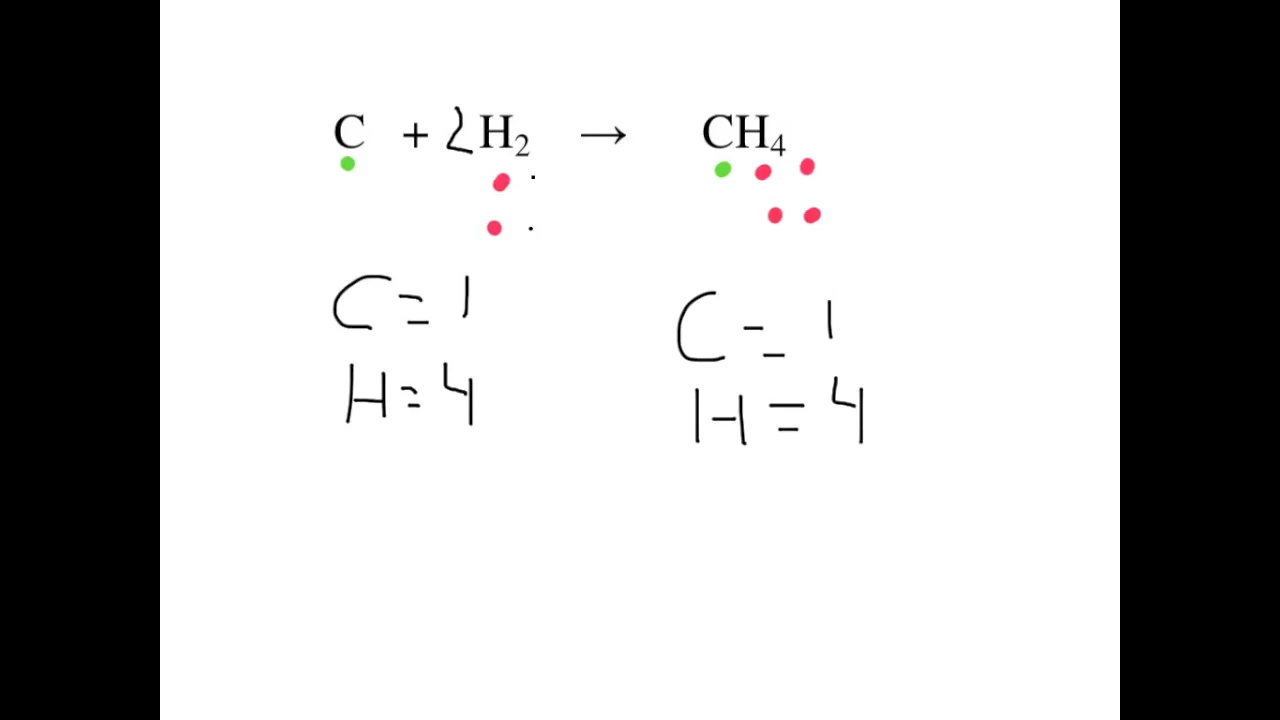 C + 2H₂ → CH₄
C = 1
H = 4
C = 1
H = 4